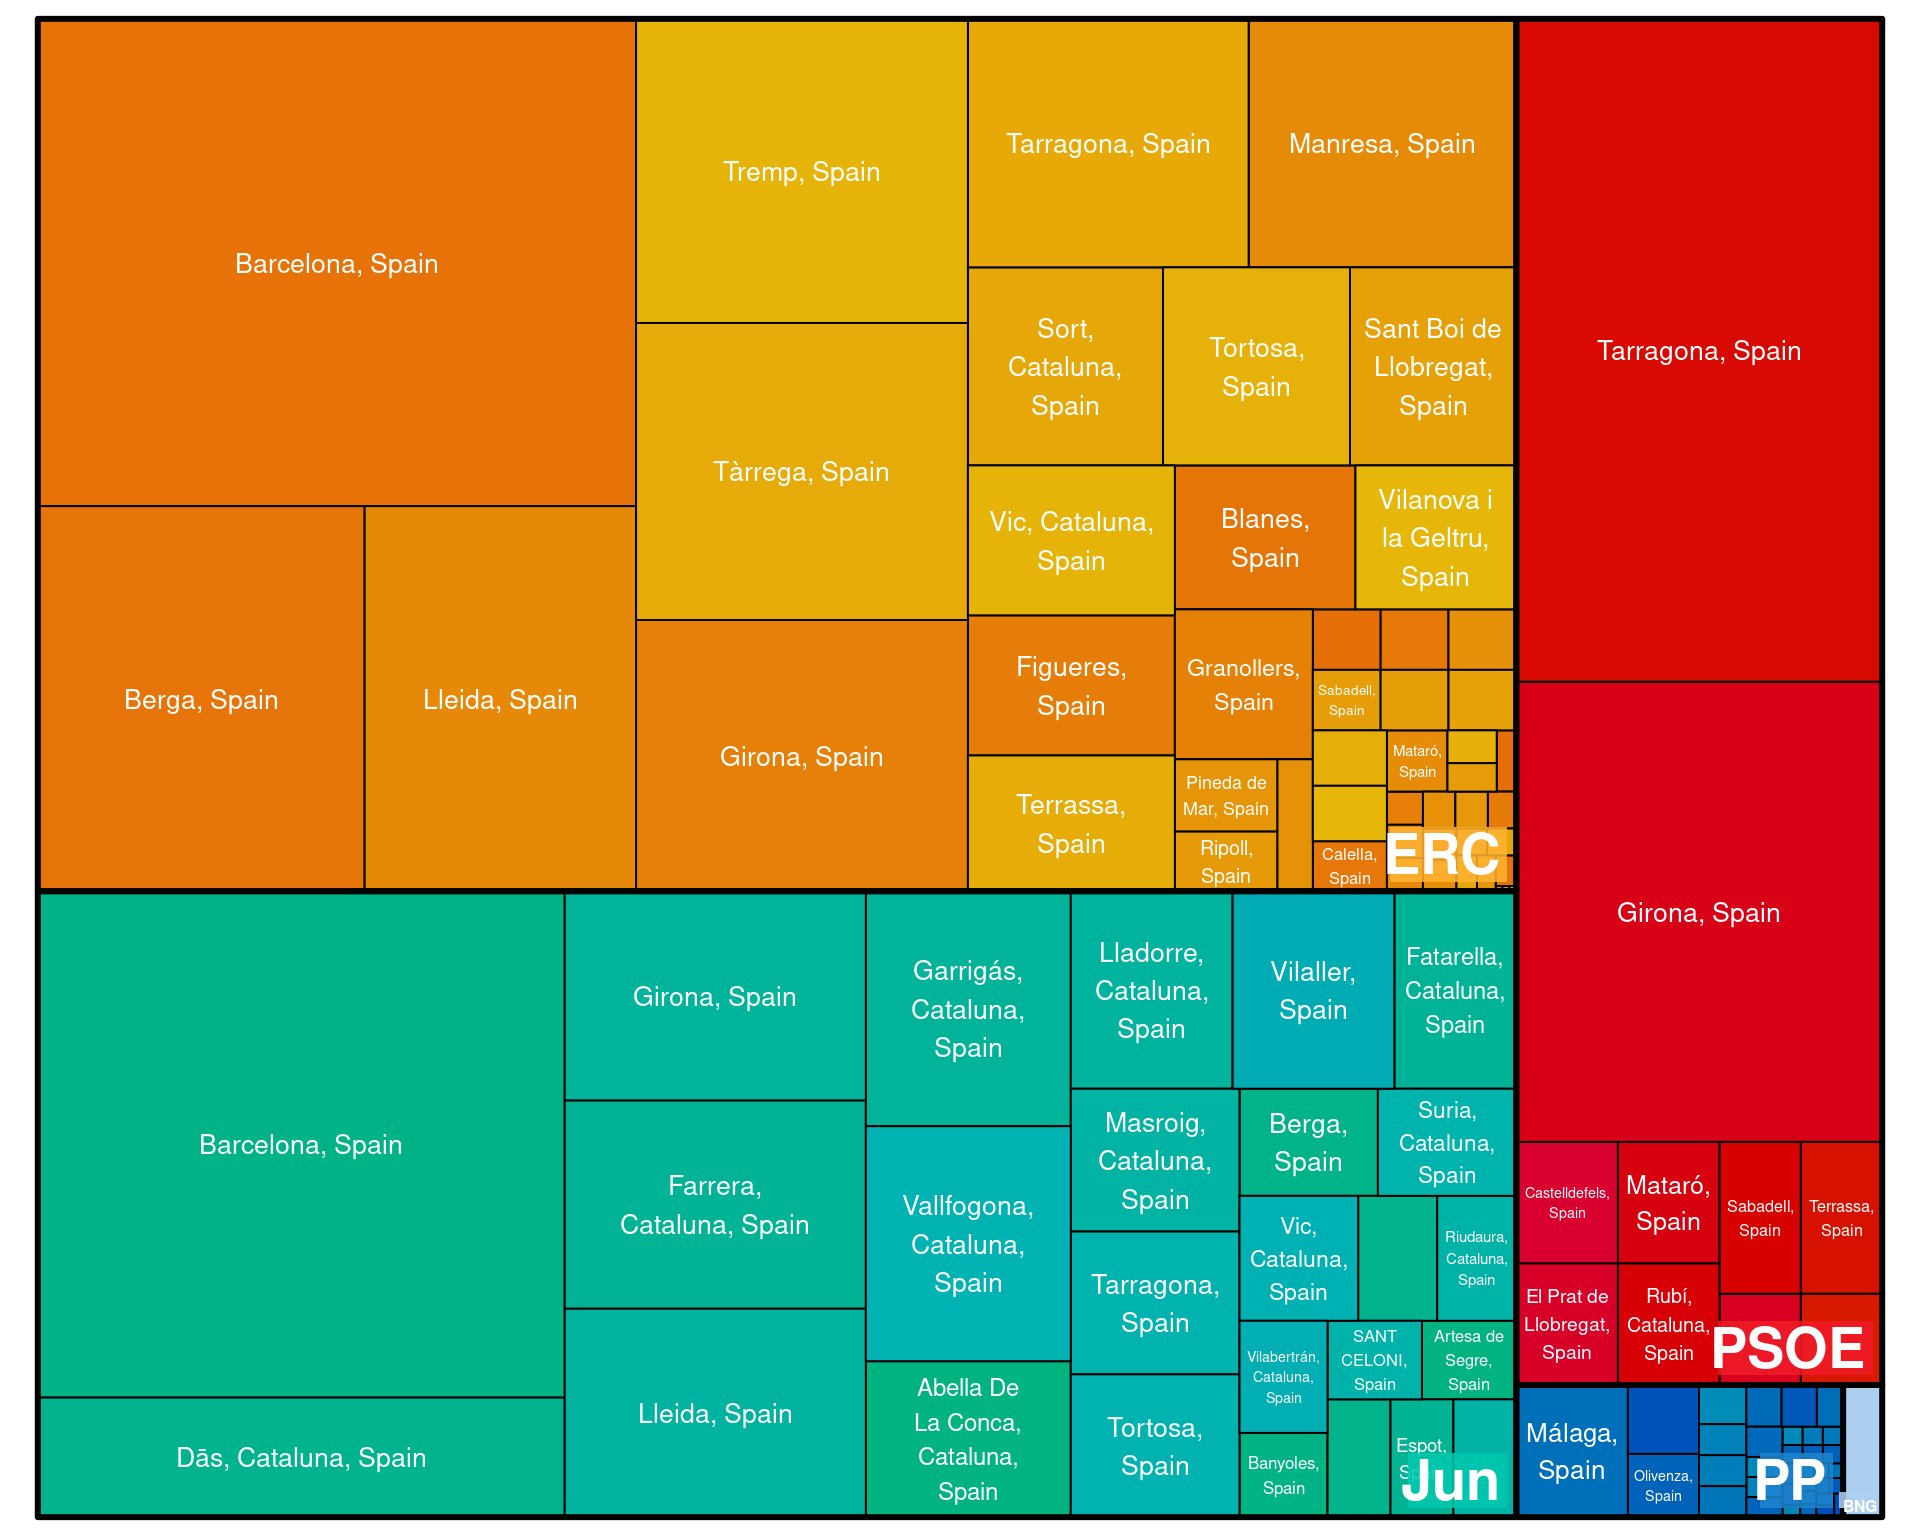 Barcelona, Spain
Berga, Spain
Lleida, Spain
Tremp, Spain
Tàrrega, Spain
Girona, Spain
Tarragona, Spain
Manresa, Spain
Sort,
Cataluna,
Spain
Tortosa,
Spain
Sant Boi de
Llobregat,
Spain
Vic, Cataluna,
Spain
Blanes,
Spain
Vilanova i
la Geltru,
Spain
Figueres,
Spain
Granollers,
Spain
Sabadell,
Spain
Mataró,
Spain
Terrassa,
Spain
Pineda de
Mar, Spain
Ripoll,
Spain
Calella,
Spain
ERC
Barcelona, Spain
Dās, Cataluna, Spain
Girona, Spain
Farrera,
Cataluna, Spain
Lleida, Spain
Garrigás,
Cataluna,
Spain
Vallfogona,
Cataluna,
Spain
Abella De
La Conca,
Cataluna,
Spain
Lladorre,
Cataluna,
Spain
Vilaller,
Spain
Fatarella,
Cataluna,
Spain
Masroig,
Cataluna,
Spain
Berga,
Spain
Suria,
Cataluna,
Spain
Tarragona,
Spain
Vic,
Cataluna,
Spain
Riudaura,
Cataluna,
Spain
Tortosa,
Spain
Vilabertrán,
Cataluna,
Spain
SANT
CELONI,
Spain
Artesa de
Segre,
Spain
Banyoles,
Spain
Espot,
Jun
Tarragona, Spain
Girona, Spain
Castelldefels,
Spain
Mataró,
Spain
Sabadell,
Spain
Terrassa,
Spain
El Prat de
Llobregat,
Spain
Rubí,
Cataluna,
Spain
PSOE
Málaga,
Spain
Olivenza,
Spain
PP
BNG